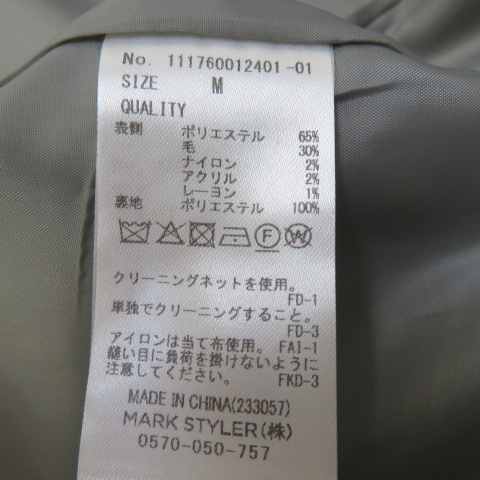 No. 111760012401-01
SIZE M
QUALITY
表側 ポリエステル 65%
毛 30%
ナイロン 2%
アクリル 2%
レーヨン 1%
裏地 ポリエステル 100%
F W
クリーニングネットを使用。
FD-1
単独でクリーニングすること。
FD-3
アイロンは当て布使用。 FAI-1
縫い目に負荷を掛けないように
注意してください。 FKD-3
MADE IN CHINA(233057)
MARK STYLER(株)
0570-050-757